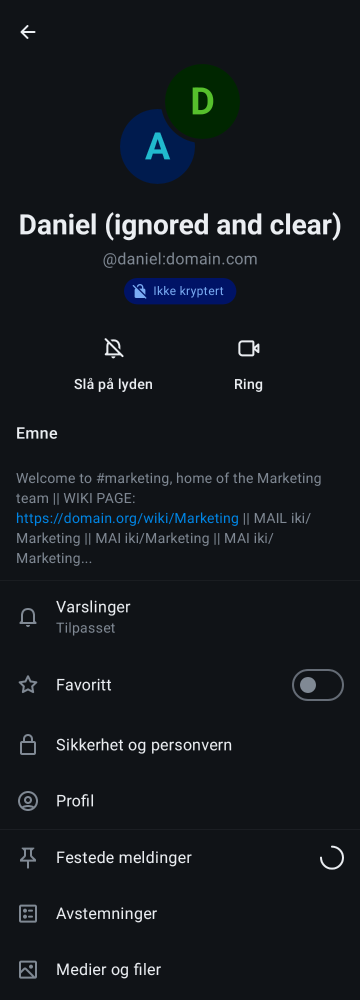 D
A
Daniel (ignored and clear)
@daniel:domain.com
Ikke kryptert
Slå på lyden
Ring
Emne
Welcome to #marketing, home of the Marketing
team || WIKI PAGE:
https://domain.org/wiki/Marketing || MAIL iki/
Marketing || MAI iki/Marketing || MAI iki/
Marketing...
Varslinger
Tilpasset
Favoritt
Sikkerhet og personvern
Profil
Festede meldinger
Avstemninger
Medier og filer